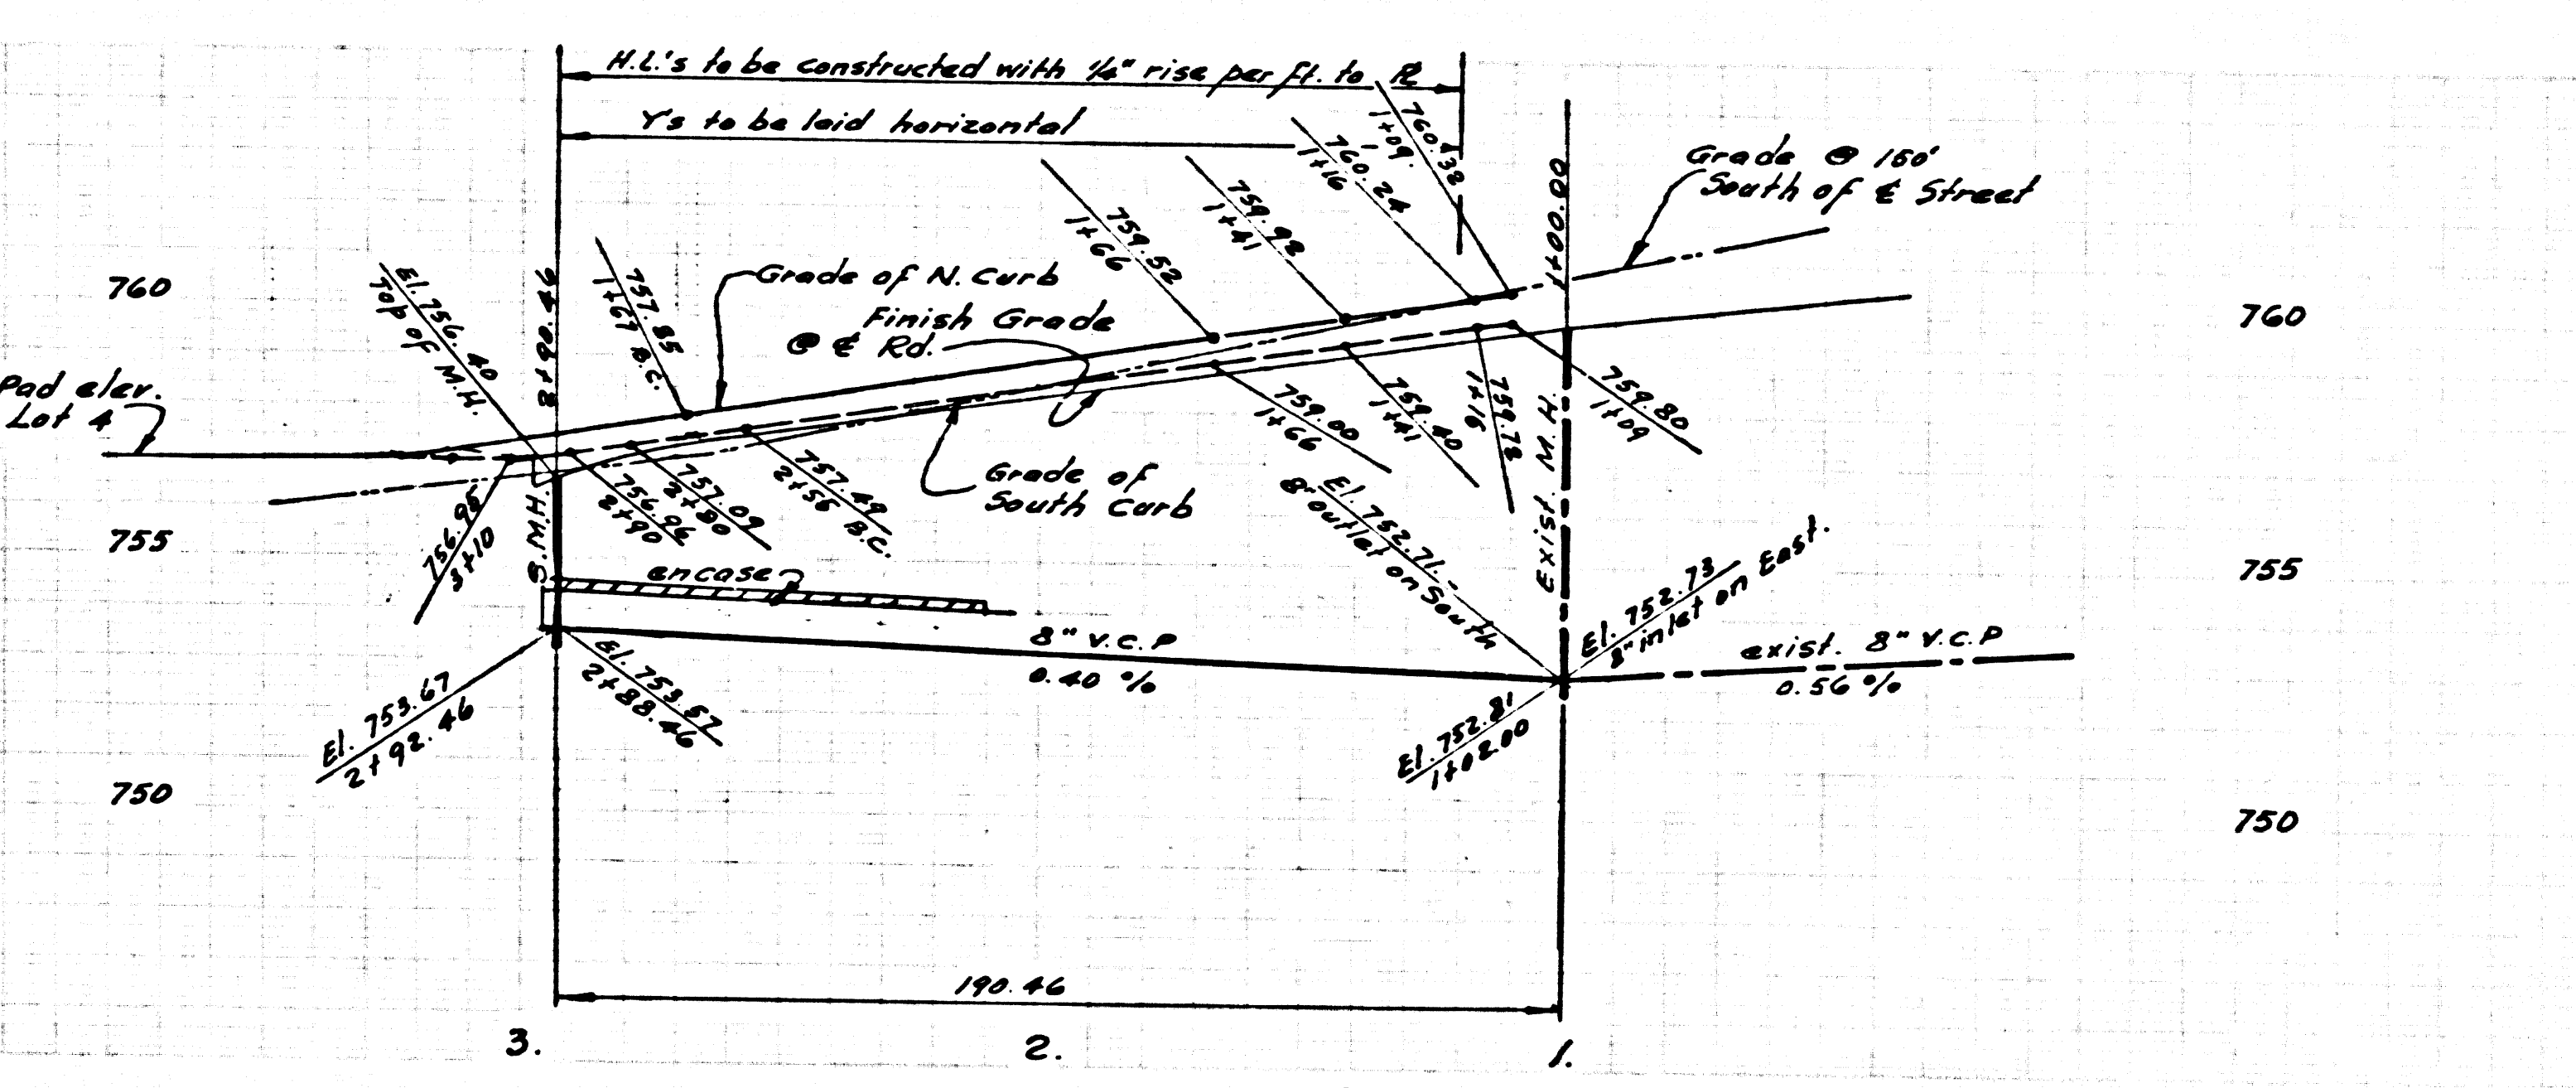 H.L.'s to be constructed with 1/4" rise per ft. to ℞
Y's to be laid horizontal
760.38
1+09.
760.24
1+16
759.92
1+41
759.52
1+66
1+00.00
Grade @ 150'
South of ℄ Street
760
El. 756.40
Top of M.H.
2+90.46
757.85
1+67 B.C.
Grade of N. Curb
Finish Grade
@ ℄ Rd.
760
Pad elev.
Lot 4
759.00
1+66
759.40
1+41
759.72
1+16
759.80
1+09
Exist. M.H.
755
756.96
3+10
S.M.H.
756.96
2+90
757.09
2+80
757.49
2+56 B.C.
Grade of
South Curb
El. 752.71
8" outlet on South
El. 752.73
8" inlet on East.
755
encase
8" V.C.P
0.40 %
exist. 8" V.C.P
0.56 %
El. 753.67
2+92.46
El. 753.57
2+88.46
El. 752.81
1+02.00
750
750
190.46
3.
2.
1.